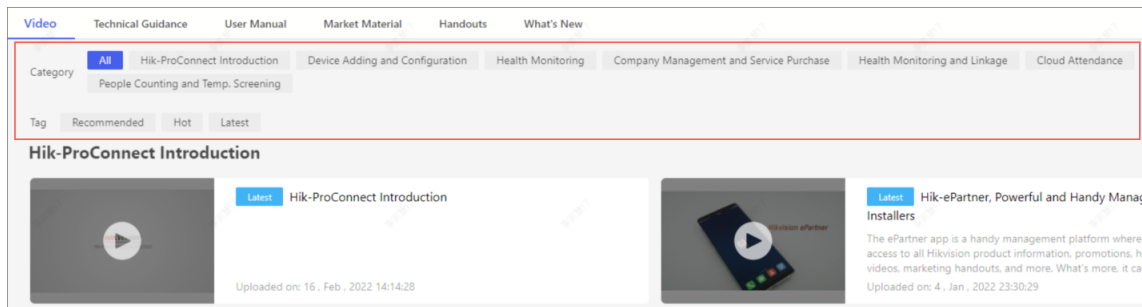 Video Technical Guidance User Manual Market Material Handouts What's New
Category All Hik-ProConnect Introduction Device Adding and Configuration Health Monitoring Company Management and Service Purchase Health Monitoring and Linkage Cloud Attendance
People Counting and Temp. Screening
Tag Recommended Hot Latest
Hik-ProConnect Introduction
Latest Hik-ProConnect Introduction
Uploaded on: 16 , Feb , 2022 14:14:28
Hikvision ePartner
Latest Hik-ePartner, Powerful and Handy Manag
Installers
The ePartner app is a handy management platform where
access to all Hikvision product information, promotions, h
videos, marketing handouts, and more. What's more, it ca
Uploaded on: 4 , Jan , 2022 23:30:29